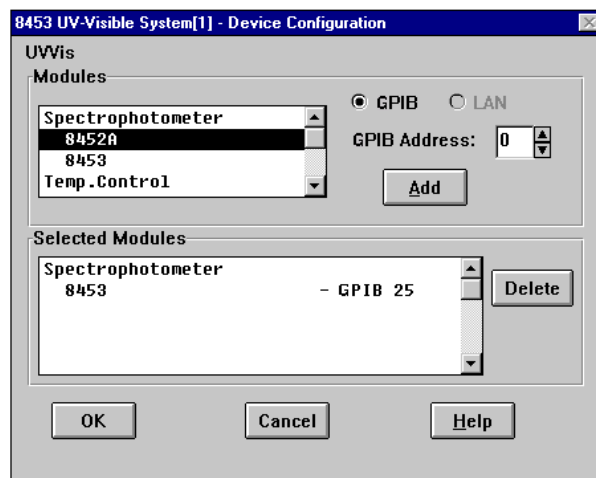 8453 UV-Visible System[1] - Device Configuration
UVVis
Modules
Spectrophotometer
8452A
8453
Temp.Control
GPIB LAN
GPIB Address: 0
Add
Selected Modules
Spectrophotometer
8453 - GPIB 25
Delete
OK Cancel Help